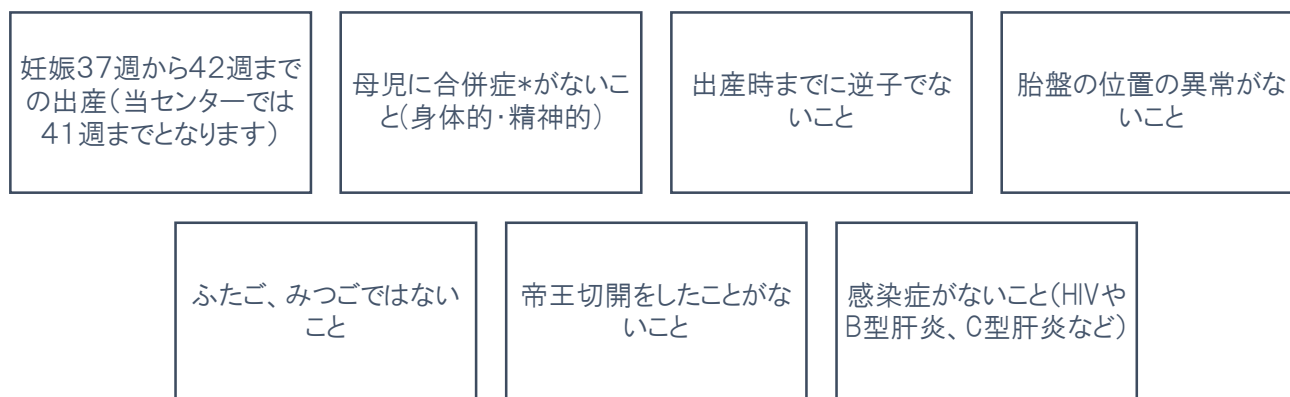 妊娠37週から42週まで
の出産(当センターでは
41週までとなります)
母児に合併症*がないこ
と(身体的・精神的)
出産時までに逆子でな
いこと
胎盤の位置の異常がな
いこと
ふたご、みつごではない
こと
帝王切開をしたことがな
いこと
感染症がないこと(HIVや
B型肝炎、C型肝炎など)